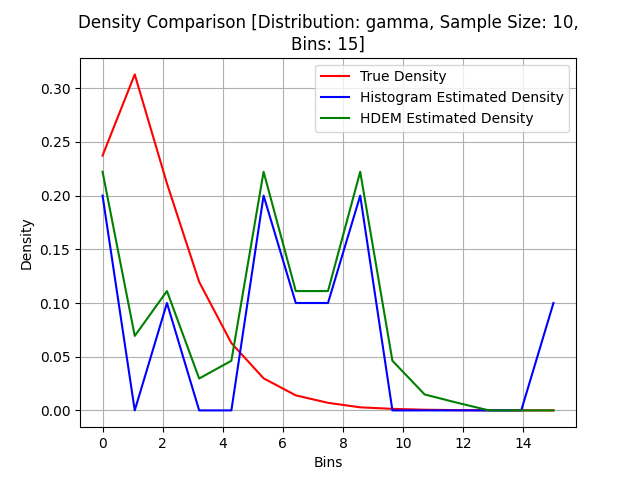 Density Comparison [Distribution: gamma, Sample Size: 10,
Bins: 15]
True Density
Histogram Estimated Density
HDEM Estimated Density
Density
0.30
0.25
0.20
0.15
0.10
0.05
0.00
0 2 4 6 8 10 12 14
Bins